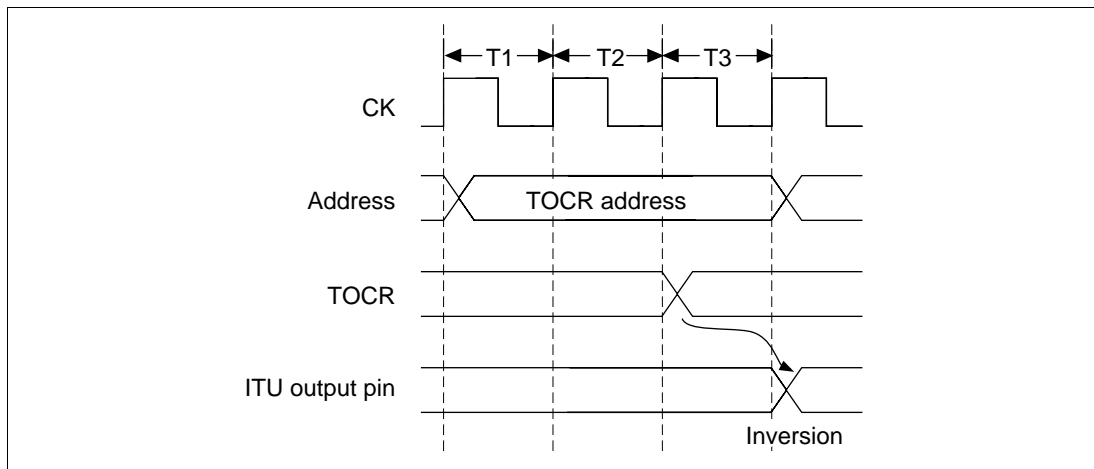 T1 T2 T3
CK
Address TOCR address
TOCR
ITU output pin
Inversion